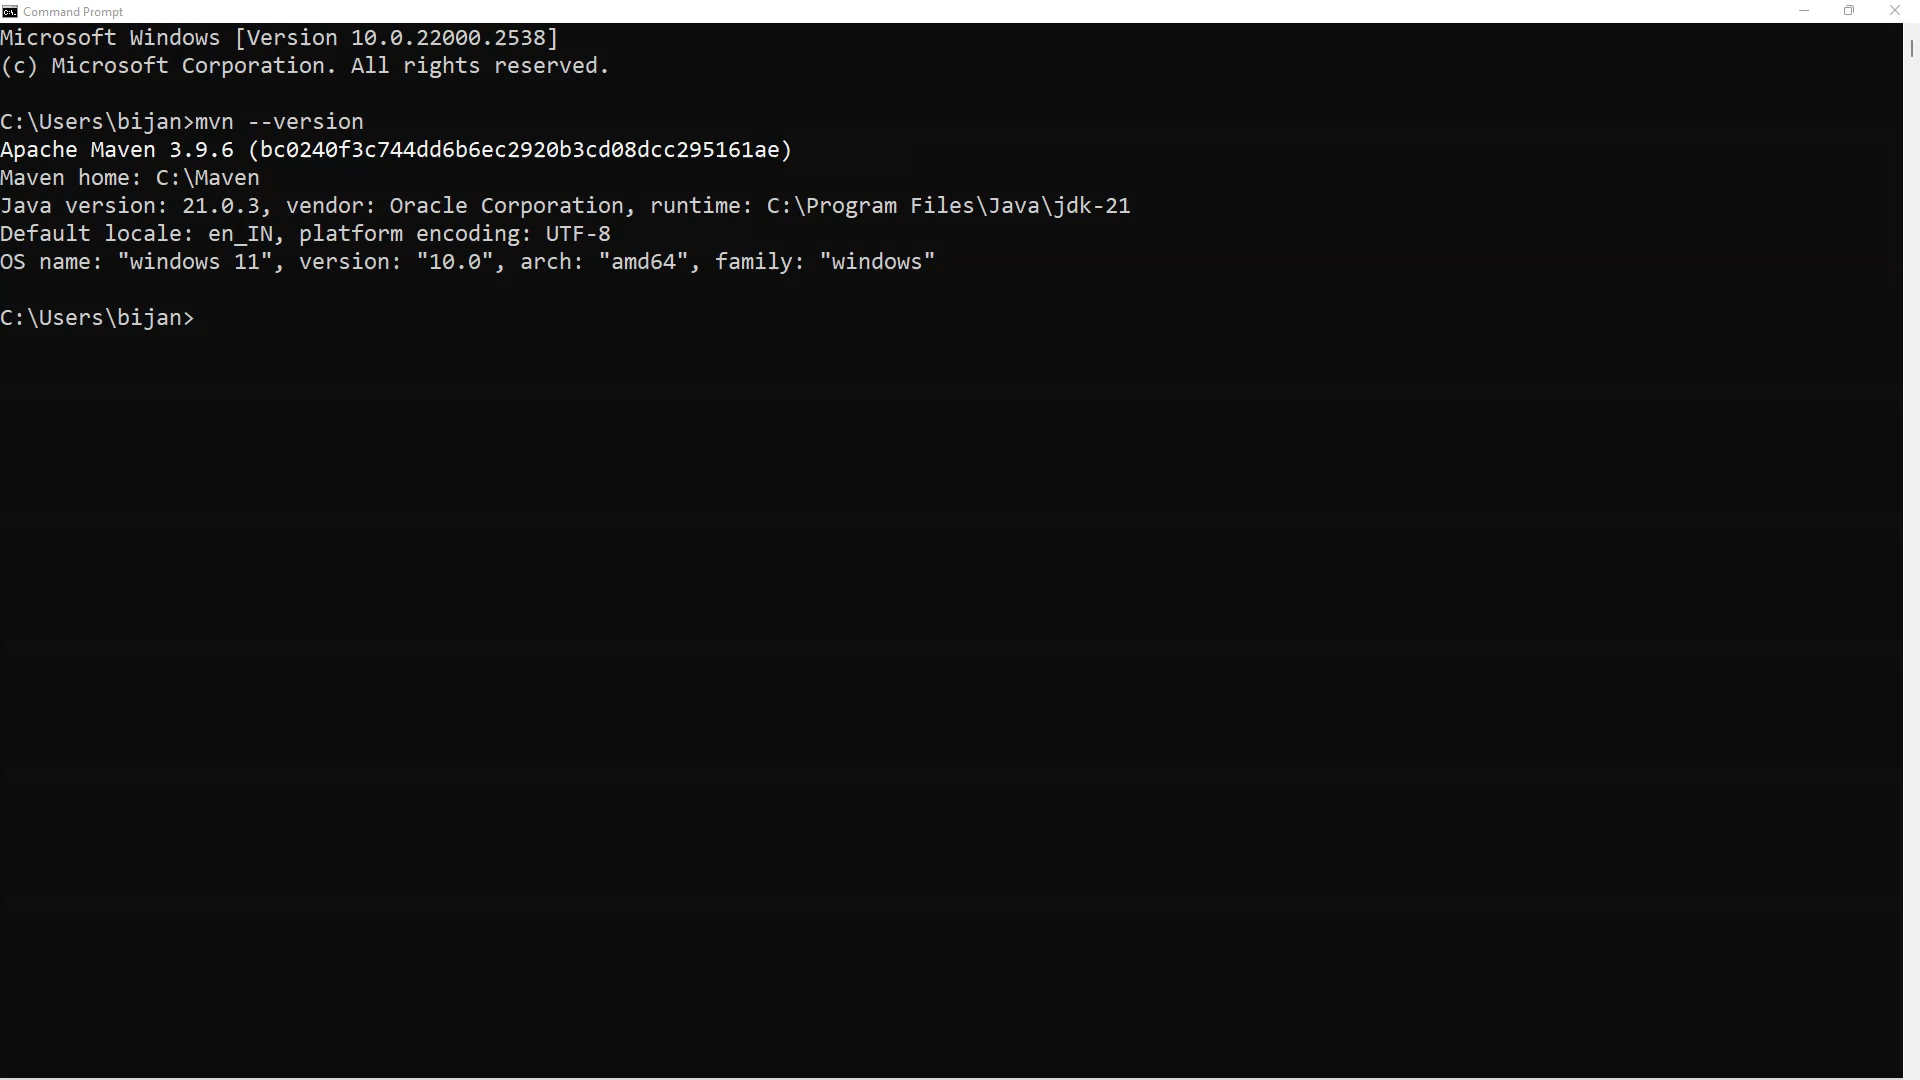 Command Prompt
Microsoft Windows [Version 10.0.22000.2538]
(c) Microsoft Corporation. All rights reserved.
C:\Users\bijan>mvn --version
Apache Maven 3.9.6 (bc0240f3c744dd6b6ec2920b3cd08dcc295161ae)
Maven home: C:\Maven
Java version: 21.0.3, vendor: Oracle Corporation, runtime: C:\Program Files\Java\jdk-21
Default locale: en_IN, platform encoding: UTF-8
OS name: "windows 11", version: "10.0", arch: "amd64", family: "windows"
C:\Users\bijan>